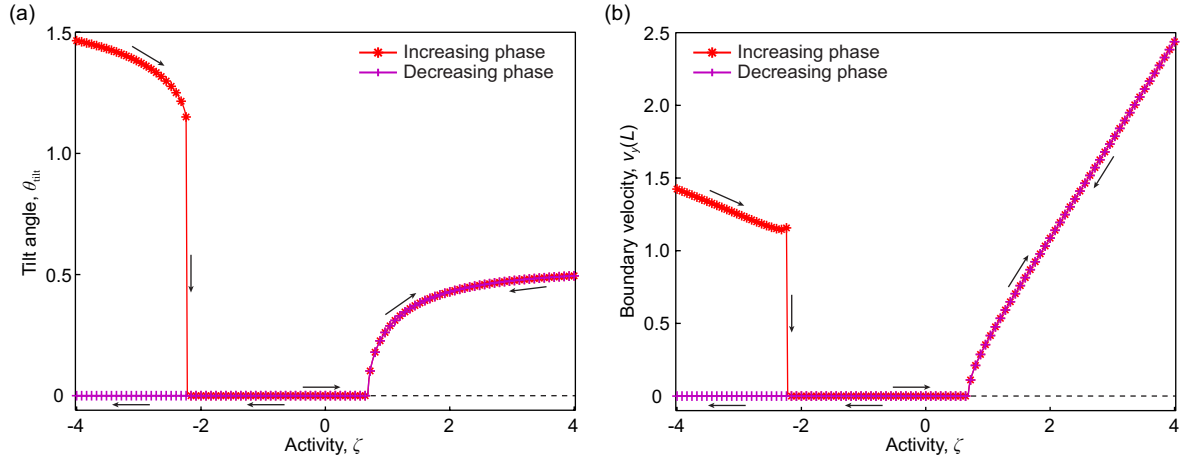 (a)
1.5
1.0
0.5
0
Tilt angle, θtilt
Increasing phase
Decreasing phase
-4
-2
0
2
4
Activity, ζ
(b)
2.5
2.0
1.5
1.0
0.5
0
Boundary velocity, vy(L)
Increasing phase
Decreasing phase
-4
-2
0
2
4
Activity, ζ